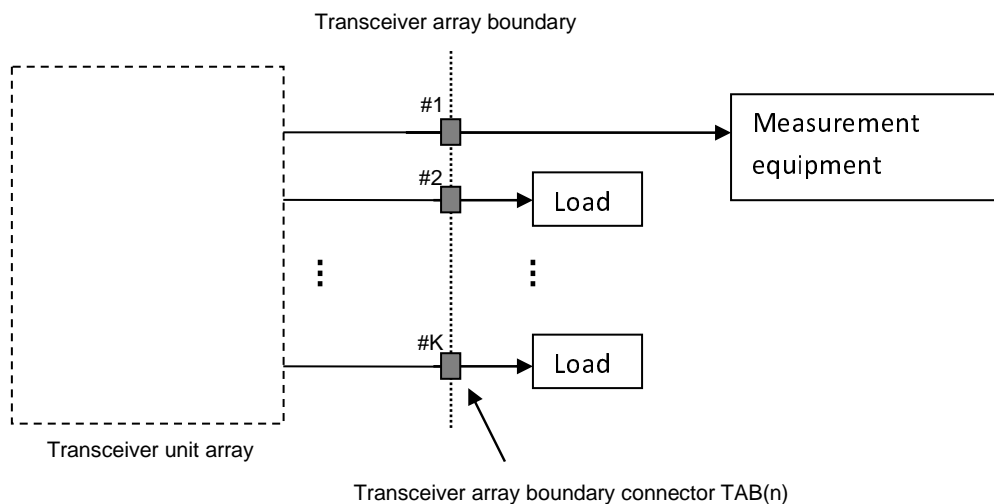 Transceiver array boundary
#1
Measurement
equipment
#2
Load
#K
Load
Transceiver unit array
Transceiver array boundary connector TAB(n)